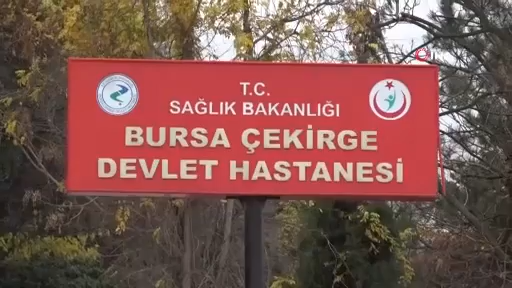 T.C.
SAĞLIK BAKANLIĞI
BURSA ÇEKİRGE
DEVLET HASTANESİ